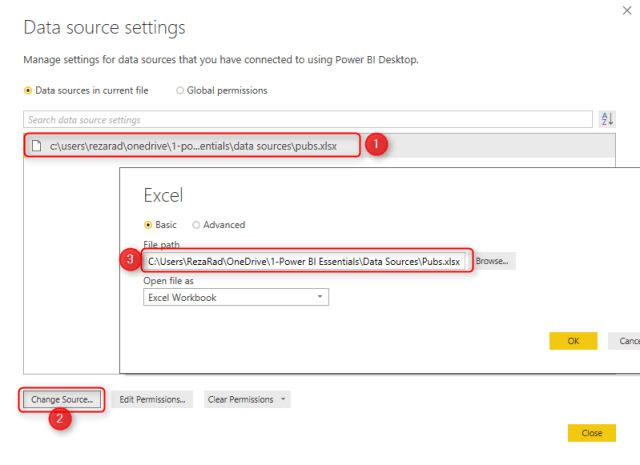 Data source settings
Manage settings for data sources that you have connected to using Power BI Desktop.
Data sources in current file Global permissions
Search data source settings
c:\users\rezarad\onedrive\1-po...entials\data sources\pubs.xlsx 1
Excel
Basic Advanced
File path
3 C:\Users\RezaRad\OneDrive\1-Power BI Essentials\Data Sources\Pubs.xlsx Browse...
Open file as
Excel Workbook
OK Cance
Change Source... Edit Permissions... Clear Permissions
2
Close